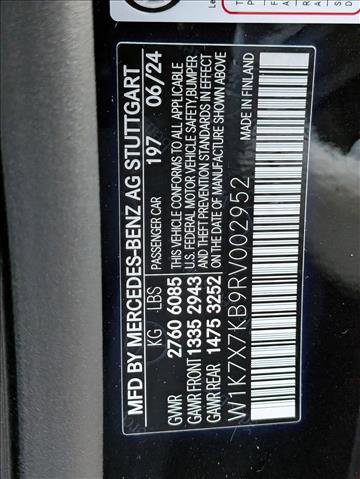 MFD BY MERCEDES-BENZ AG STUTTGART
KG LBS PASSENGER CAR 197 06/24
GVWR 2760 6085 THIS VEHICLE CONFORMS TO ALL APPLICABLE
GAWR FRONT 1335 2943 U.S. FEDERAL MOTOR VEHICLE SAFETY,BUMPER
GAWR REAR 1475 3252 AND THEFT PREVENTION STANDARDS IN EFFECT
ON THE DATE OF MANUFACTURE SHOWN ABOVE
W1K7X7KB9RV002952 MADE IN FINLAND